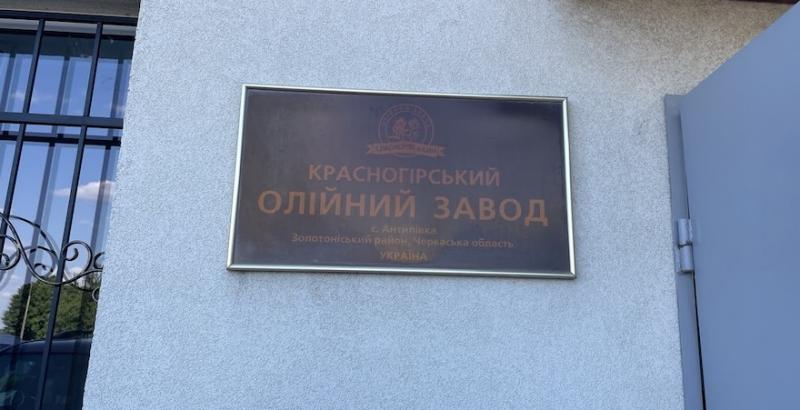 КРАСНОГІРСЬКИЙ
ОЛІЙНИЙ ЗАВОД
с. Антипівка
Золотоніський район, Черкаська область
УКРАЇНА